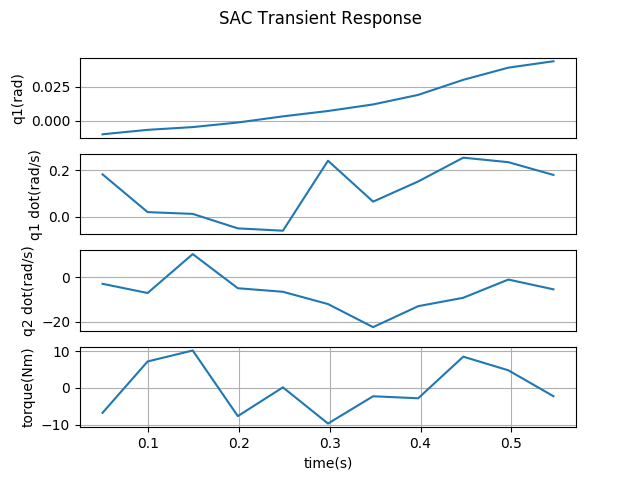 SAC Transient Response
q1(rad)
0.025
0.000
q1 dot(rad/s)
0.2
0.0
q2 dot(rad/s)
0
−20
torque(Nm)
10
0
−10
0.1 0.2 0.3 0.4 0.5
time(s)